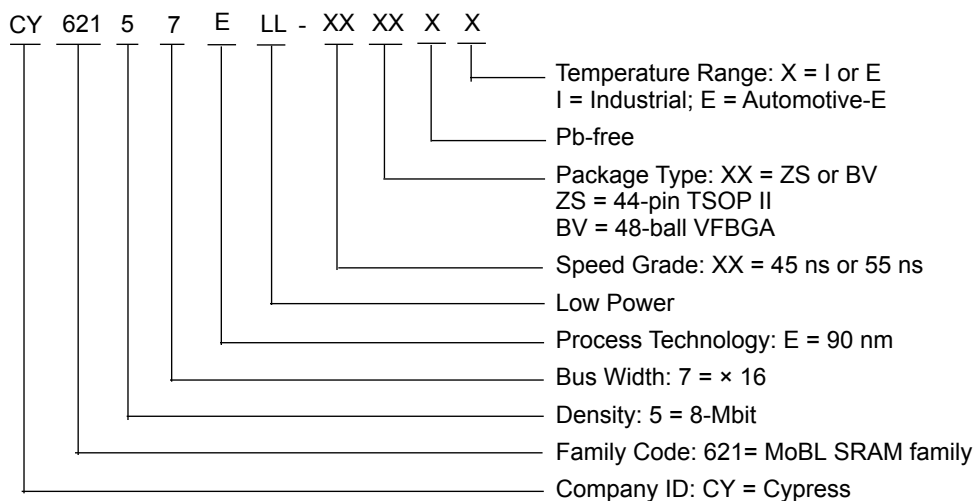 CY 621 5 7 E LL - XX XX X X
Temperature Range: X = I or E
I = Industrial; E = Automotive-E
Pb-free
Package Type: XX = ZS or BV
ZS = 44-pin TSOP II
BV = 48-ball VFBGA
Speed Grade: XX = 45 ns or 55 ns
Low Power
Process Technology: E = 90 nm
Bus Width: 7 = × 16
Density: 5 = 8-Mbit
Family Code: 621= MoBL SRAM family
Company ID: CY = Cypress